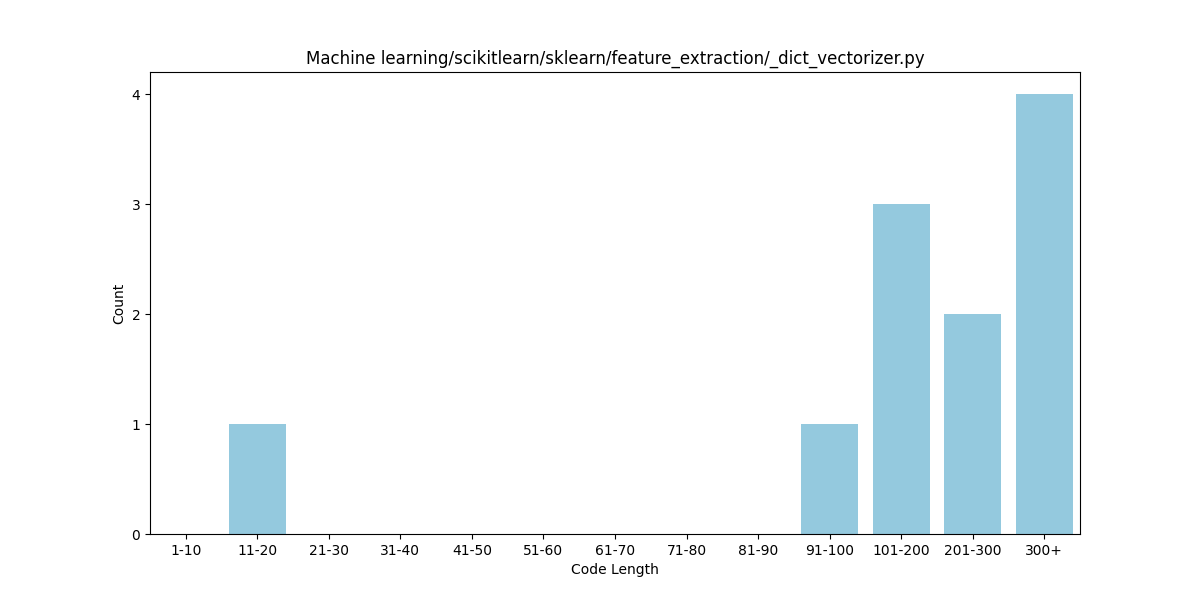 Machine learning/scikitlearn/sklearn/feature_extraction/_dict_vectorizer.py
4
3
2
1
0
Count
1-10 11-20 21-30 31-40 41-50 51-60 61-70 71-80 81-90 91-100 101-200 201-300 300+
Code Length